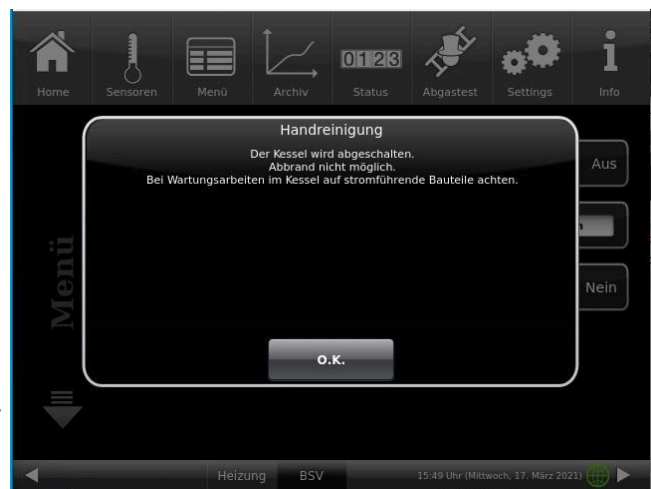 Home Sensoren Menü Archiv 0123 Status Abgastest Settings Info
Handreinigung
Der Kessel wird abgeschalten.
Abbrand nicht möglich.
Bei Wartungsarbeiten im Kessel auf stromführende Bauteile achten.
Aus
Nein
Menü
O.K.
Heizung BSV 15:49 Uhr (Mittwoch, 17. März 2021)